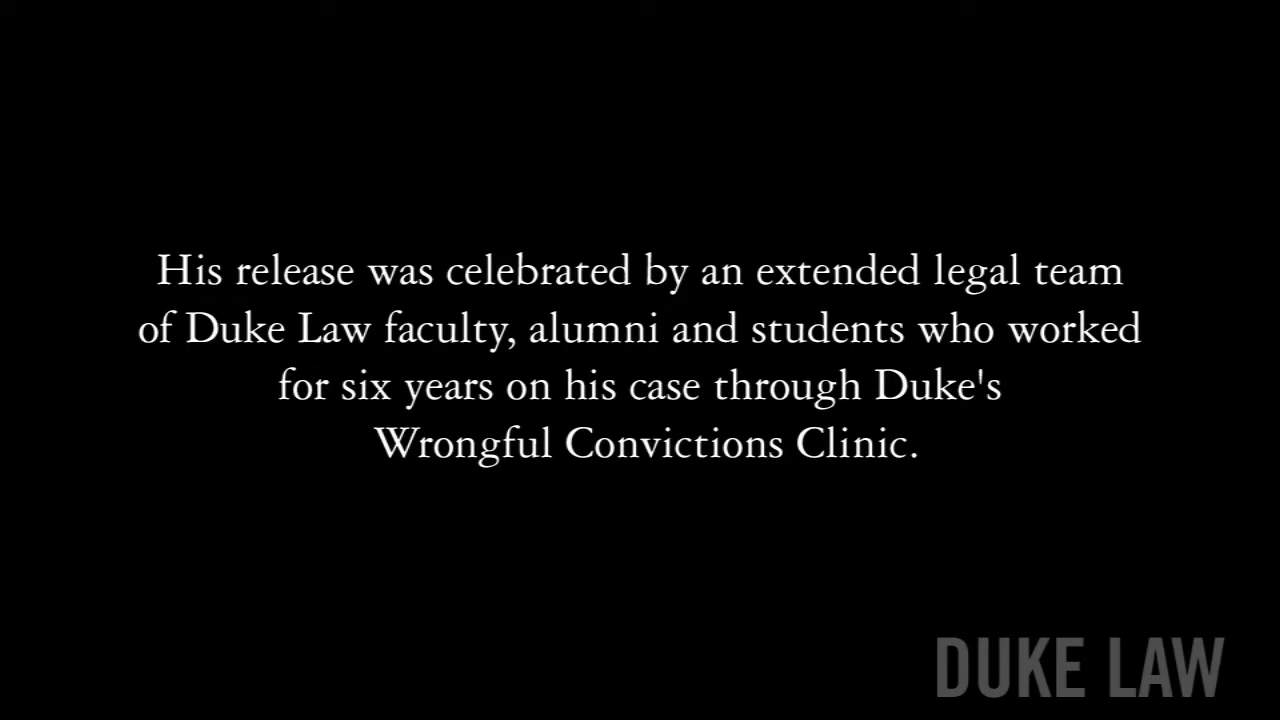 His release was celebrated by an extended legal team
of Duke Law faculty, alumni and students who worked
for six years on his case through Duke's
Wrongful Convictions Clinic.
DUKE LAW